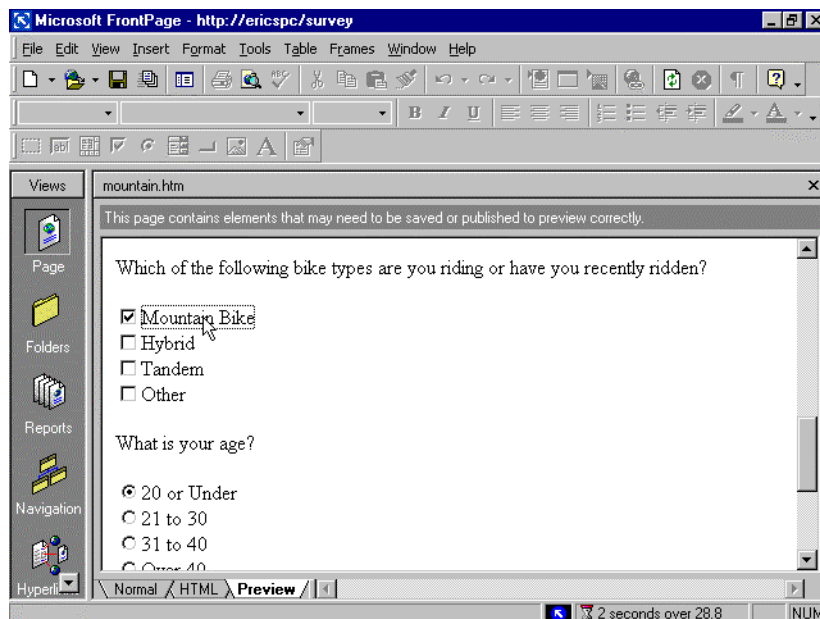 Microsoft FrontPage - http://ericspc/survey
File Edit View Insert Format Tools Table Frames Window Help
ABC
B I U A
ab| A
Views
mountain.htm
This page contains elements that may need to be saved or published to preview correctly.
Page
Folders
Reports
Navigation
Which of the following bike types are you riding or have you recently ridden?
Mountain Bike
Hybrid
Tandem
Other
What is your age?
20 or Under
21 to 30
31 to 40
Over 40
Normal HTML Preview
2 seconds over 28.8
NUM